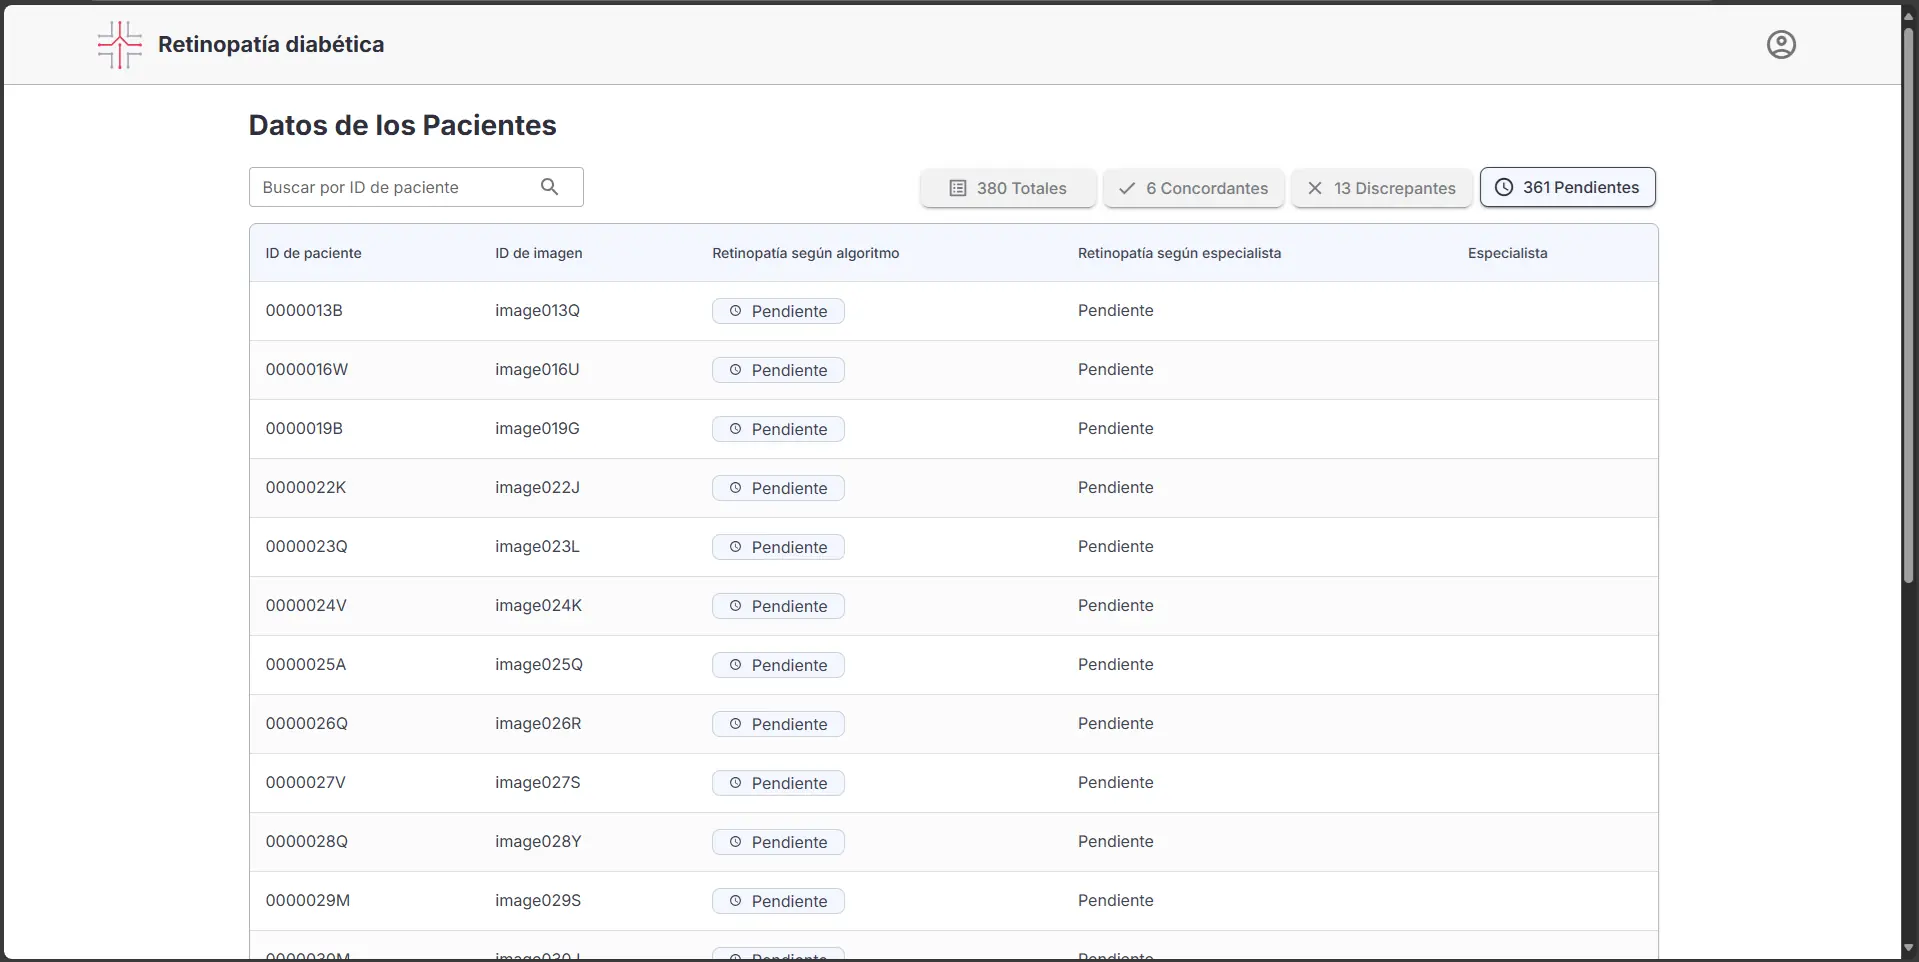 Retinopatía diabética
Datos de los Pacientes
Buscar por ID de paciente
380 Totales
6 Concordantes
13 Discrepantes
361 Pendientes
ID de paciente ID de imagen Retinopatía según algoritmo Retinopatía según especialista Especialista
0000013B image013Q Pendiente Pendiente
0000016W image016U Pendiente Pendiente
0000019B image019G Pendiente Pendiente
0000022K image022J Pendiente Pendiente
0000023Q image023L Pendiente Pendiente
0000024V image024K Pendiente Pendiente
0000025A image025Q Pendiente Pendiente
0000026Q image026R Pendiente Pendiente
0000027V image027S Pendiente Pendiente
0000028Q image028Y Pendiente Pendiente
0000029M image029S Pendiente Pendiente
0000030M Pendiente Pendiente